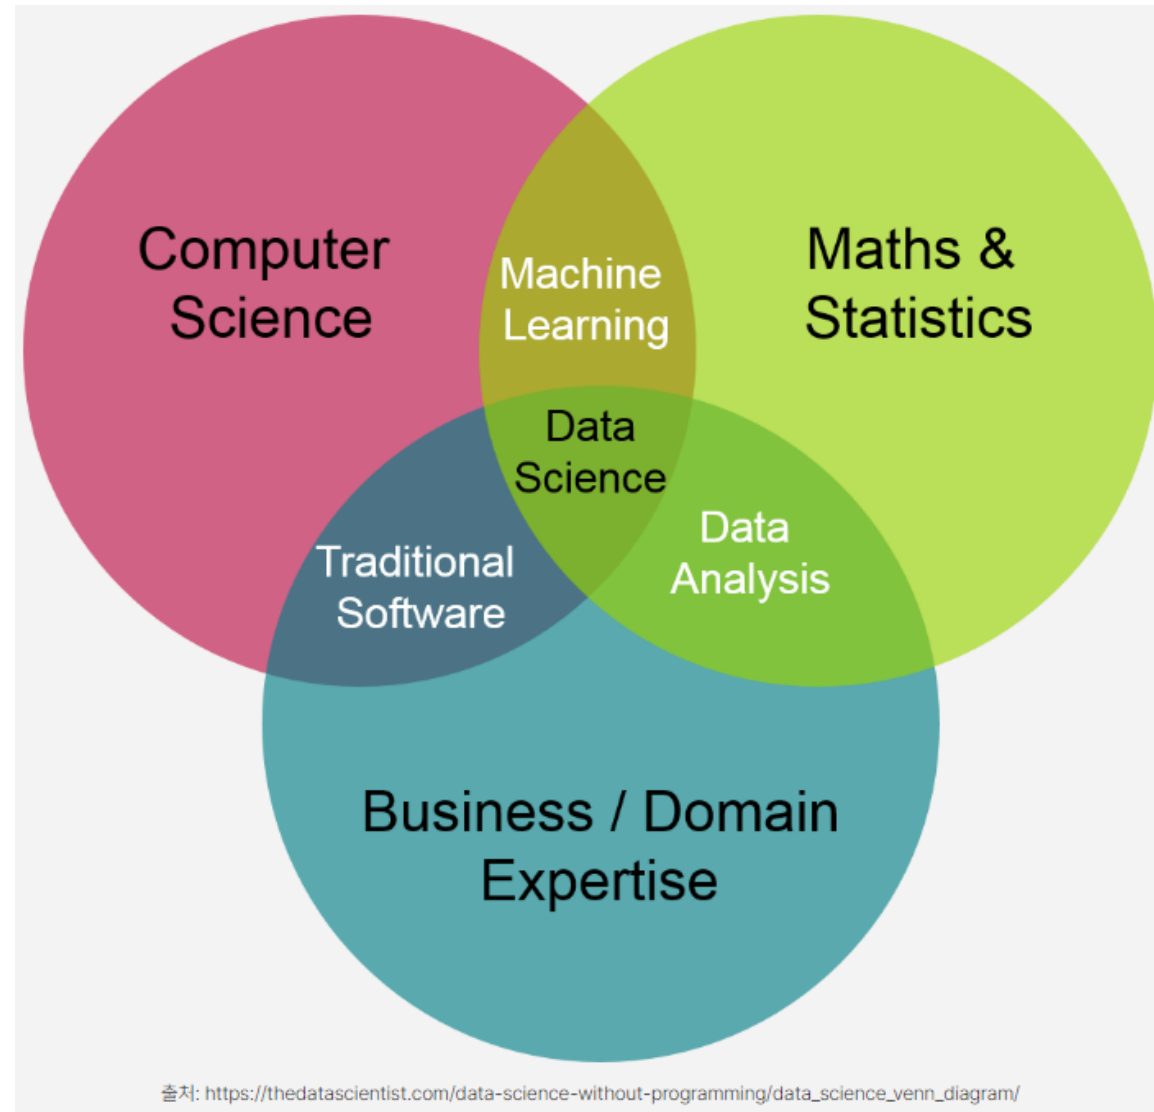 Computer
Science
Maths &
Statistics
Machine
Learning
Data
Science
Data
Analysis
Traditional
Software
Business / Domain
Expertise
출처: https://thedatascientist.com/data-science-without-programming/data_science_venn_diagram/